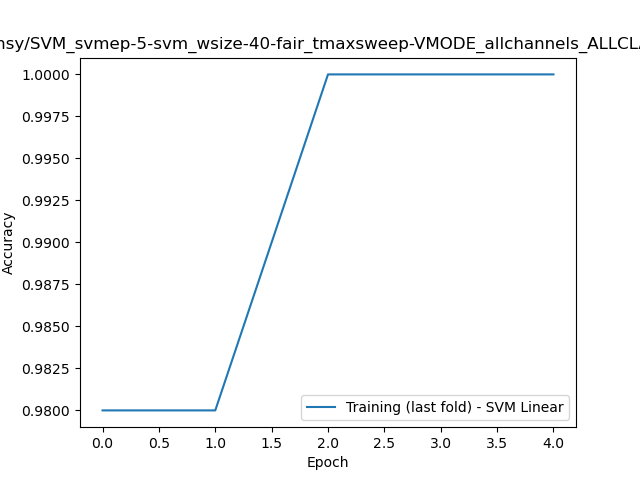 nsy/SVM_svmep-5-svm_wsize-40-fair_tmaxsweep-VMODE_allchannels_ALLCLA
1.0000
0.9975
0.9950
0.9925
0.9900
0.9875
0.9850
0.9825
0.9800
Accuracy
Training (last fold) - SVM Linear
0.0 0.5 1.0 1.5 2.0 2.5 3.0 3.5 4.0
Epoch